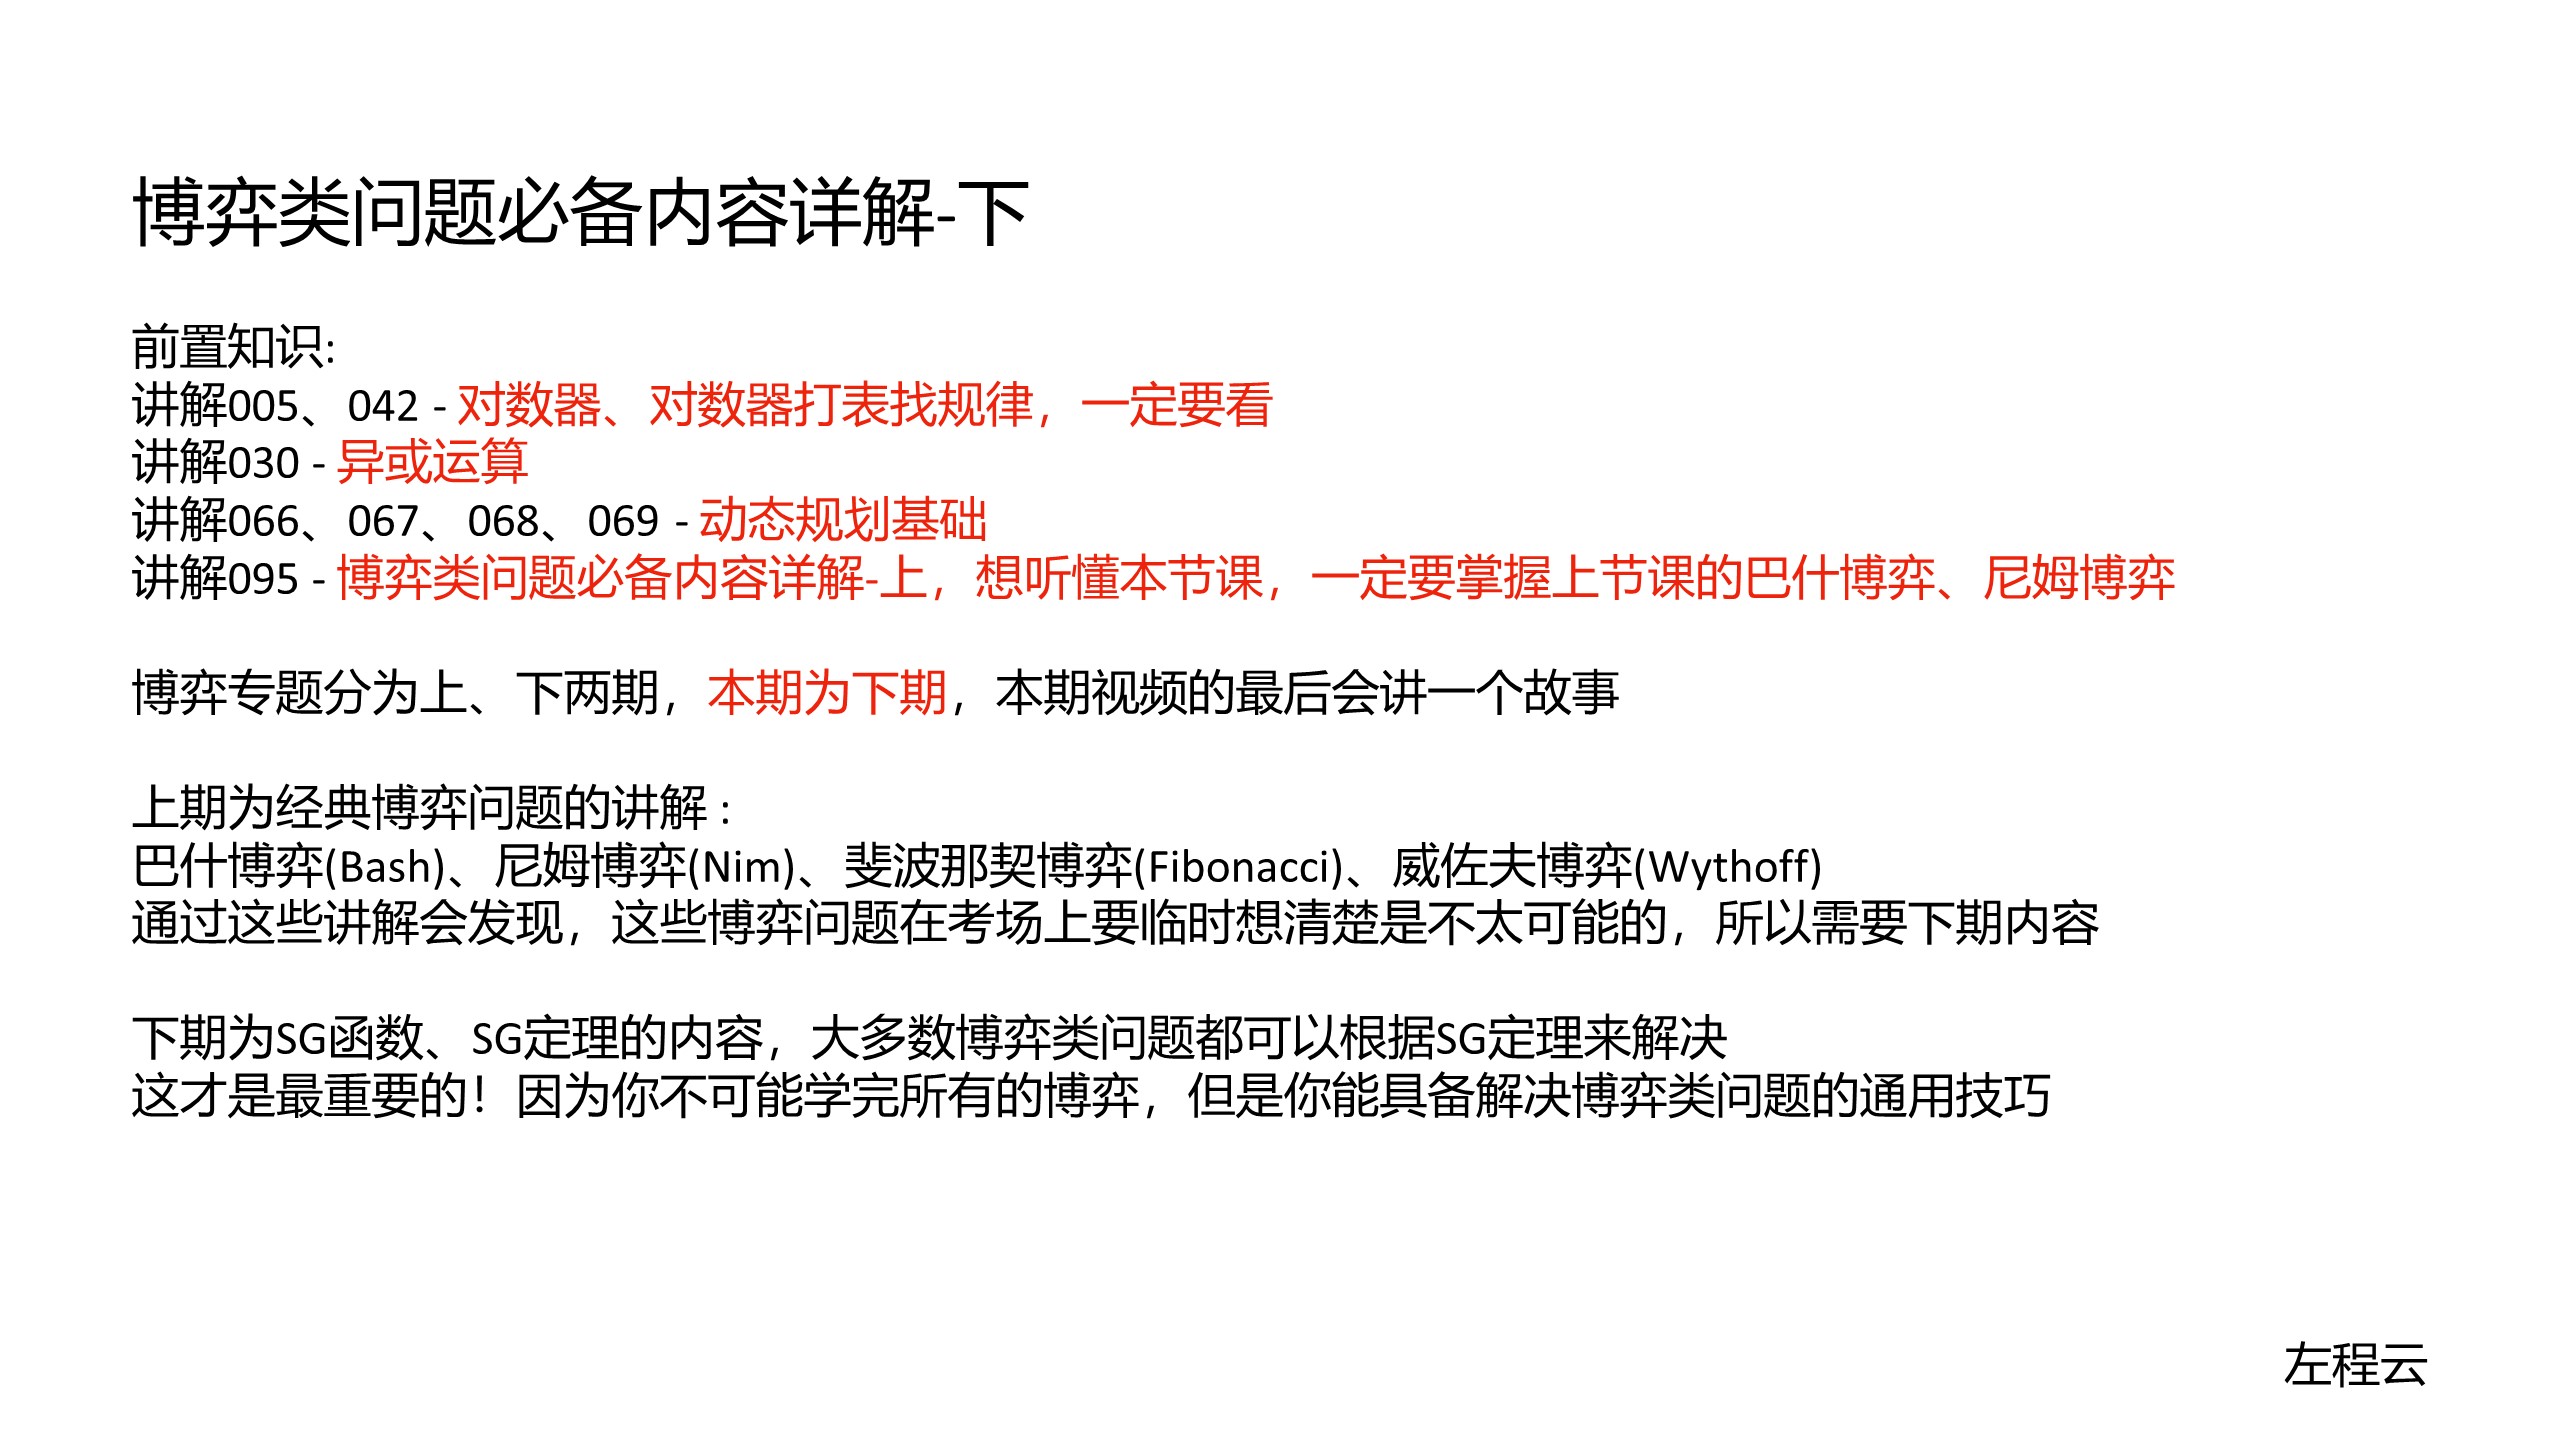 博弈类问题必备内容详解-下
前置知识:
讲解005、042 - 对数器、对数器打表找规律，一定要看
讲解030 - 异或运算
讲解066、067、068、069 - 动态规划基础
讲解095 - 博弈类问题必备内容详解-上，想听懂本节课，一定要掌握上节课的巴什博弈、尼姆博弈
博弈专题分为上、下两期，本期为下期，本期视频的最后会讲一个故事
上期为经典博弈问题的讲解 :
巴什博弈(Bash)、尼姆博弈(Nim)、斐波那契博弈(Fibonacci)、威佐夫博弈(Wythoff)
通过这些讲解会发现，这些博弈问题在考场上要临时想清楚是不太可能的，所以需要下期内容
下期为SG函数、SG定理的内容，大多数博弈类问题都可以根据SG定理来解决
这才是最重要的！因为你不可能学完所有的博弈，但是你能具备解决博弈类问题的通用技巧
左程云